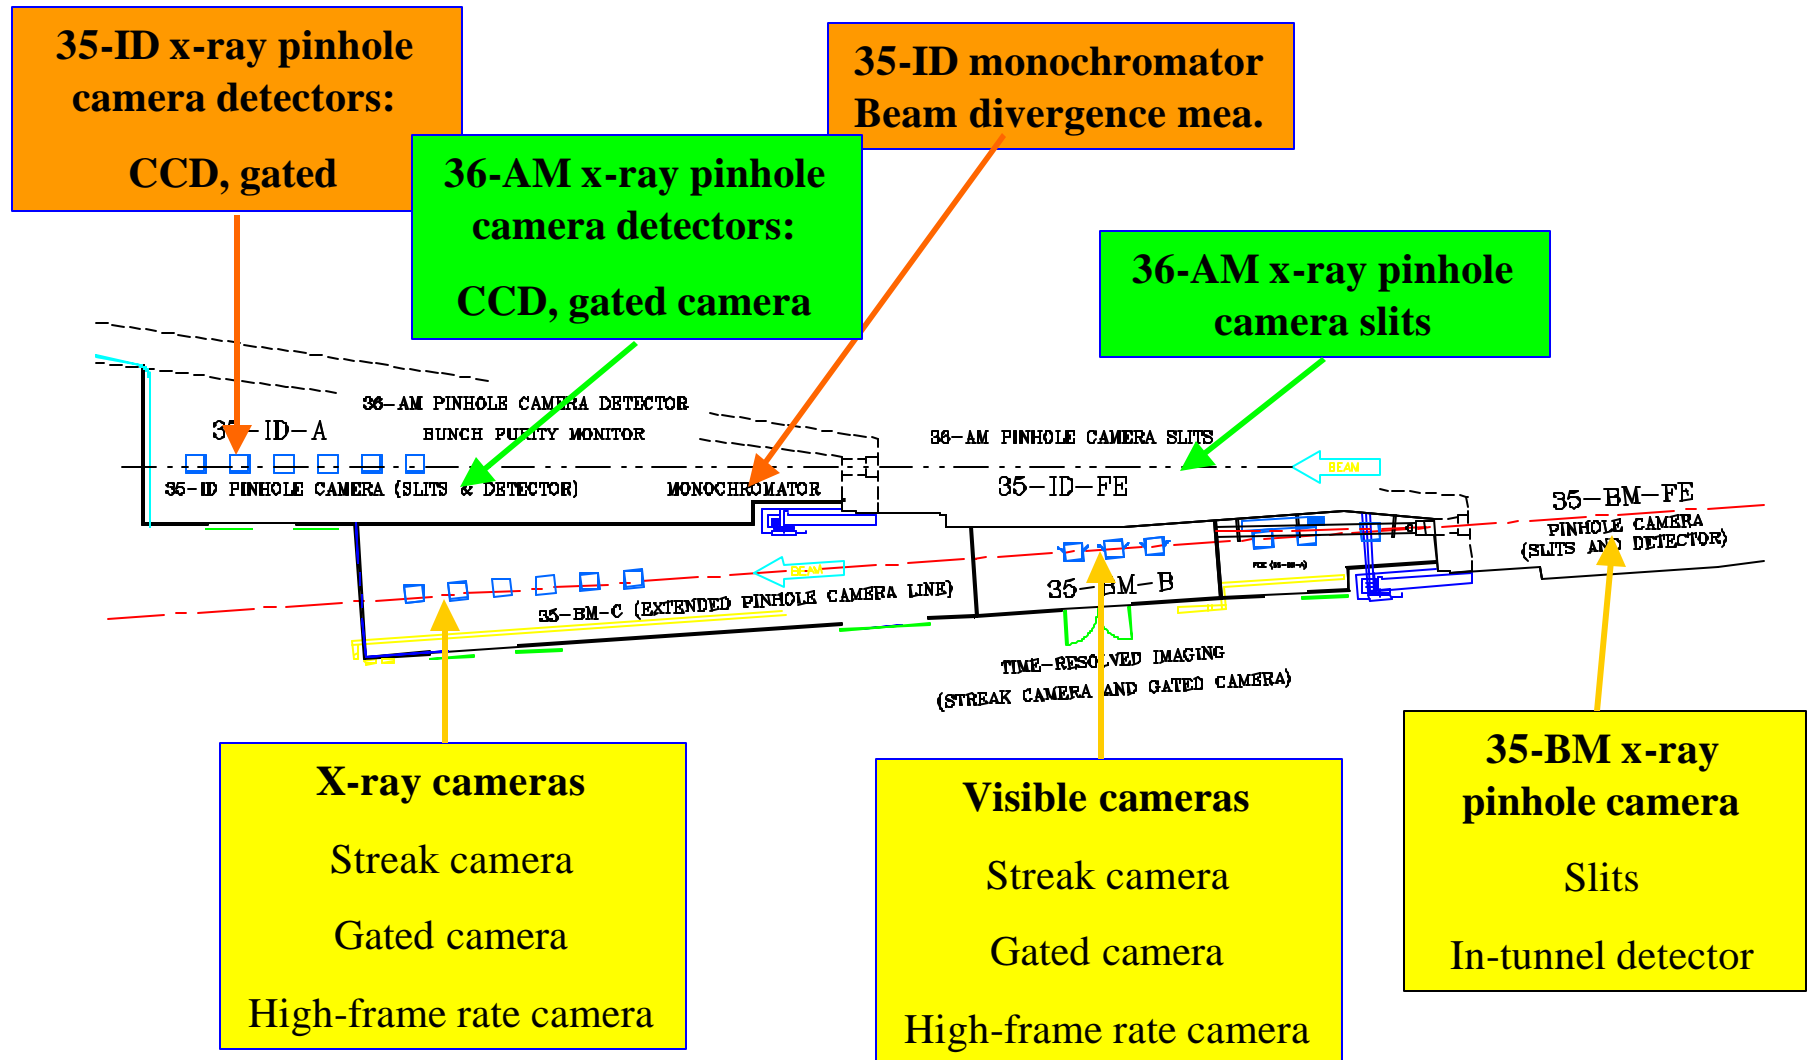 35-ID x-ray pinhole
camera detectors:
CCD, gated
35-ID monochromator
Beam divergence mea.
36-AM x-ray pinhole
camera detectors:
CCD, gated camera
36-AM x-ray pinhole
camera slits
36-AM PINHOLE CAMERA DETECTOR
BUNCH PURITY MONITOR
35-ID-A
36-AM PINHOLE CAMERA SLITS
BEAM
35-ID PINHOLE CAMERA (SLITS & DETECTOR)
MONOCHROMATOR
35-ID-FE
35-BM-FE
PINHOLE CAMERA
(SLITS AND DETECTOR)
BEAM
35-BM-B
35-BM-C (EXTENDED PINHOLE CAMERA LINE)
TIME-RESOLVED IMAGING
(STREAK CAMERA AND GATED CAMERA)
X-ray cameras
Streak camera
Gated camera
High-frame rate camera
Visible cameras
Streak camera
Gated camera
High-frame rate camera
35-BM x-ray
pinhole camera
Slits
In-tunnel detector